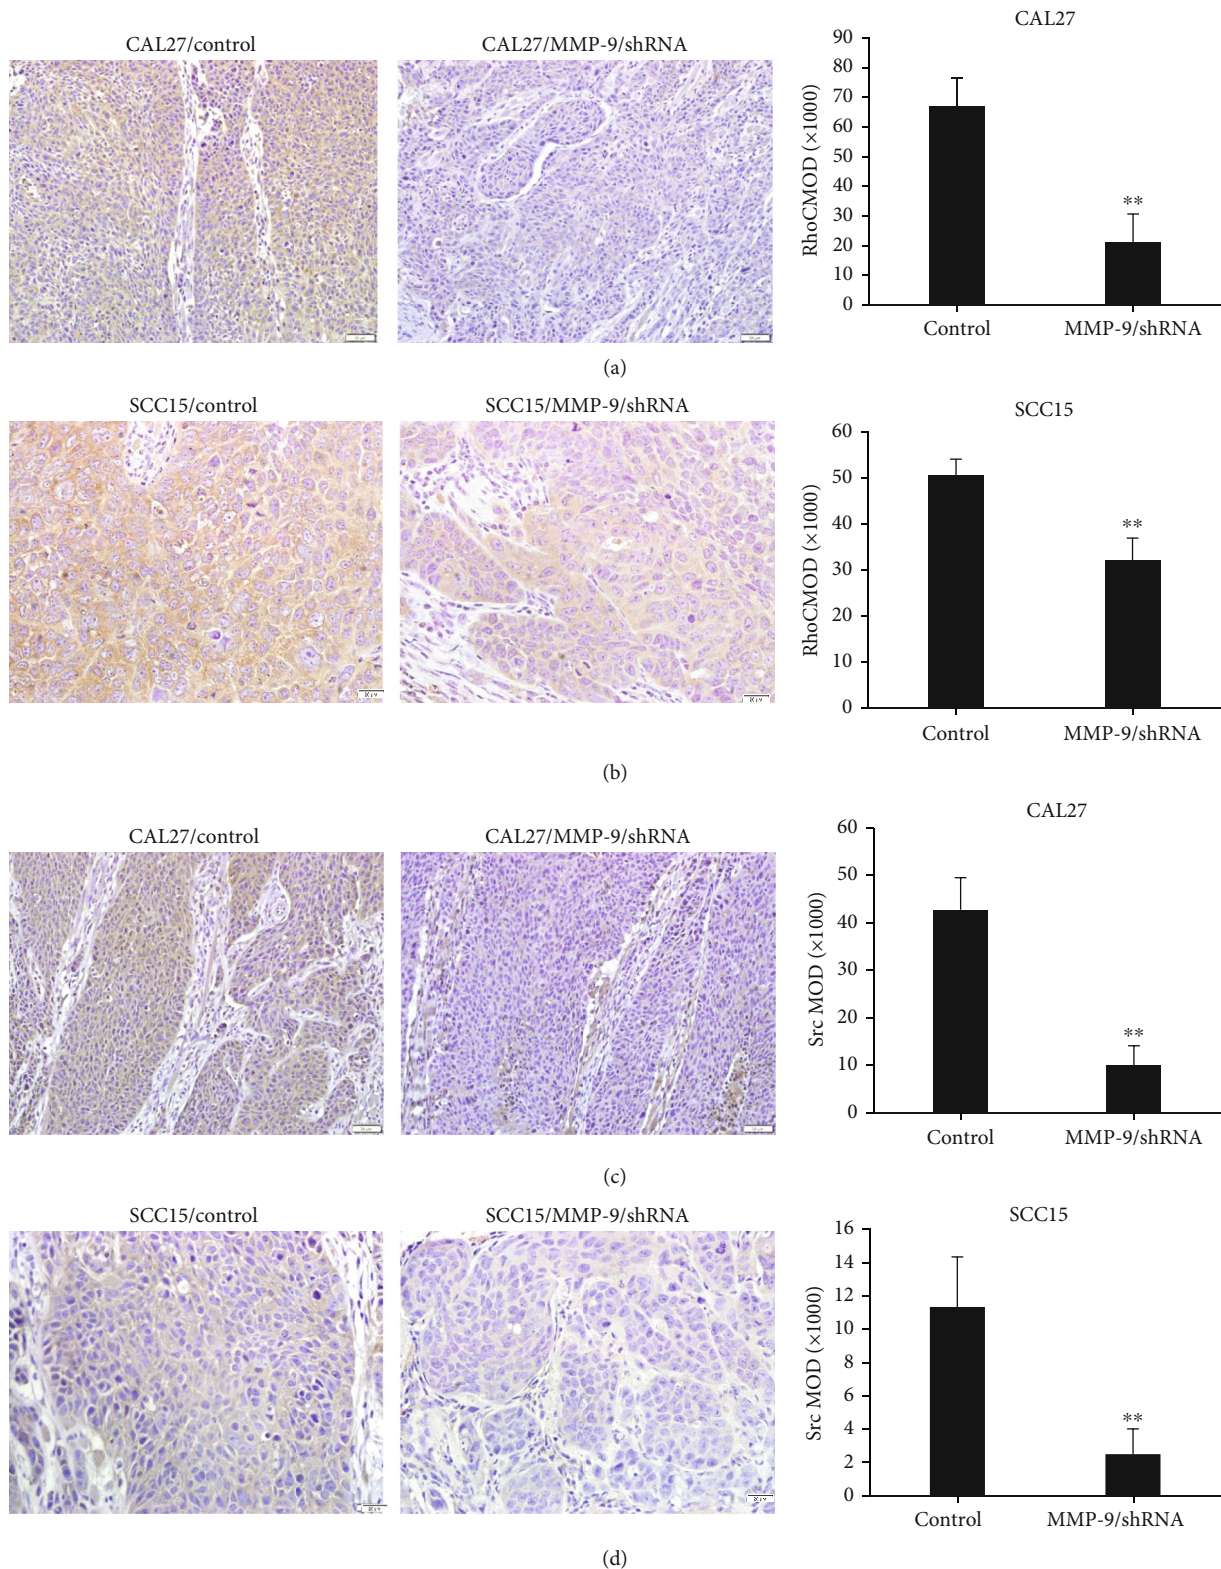 CAL27/control
CAL27/MMP-9/shRNA
CAL27
RhoCMOD (×1000)
90
80
70
60
50
40
30
20
10
0
**
Control
MMP-9/shRNA
(a)
SCC15/control
SCC15/MMP-9/shRNA
SCC15
RhoCMOD (×1000)
60
50
40
30
20
10
0
**
Control
MMP-9/shRNA
(b)
CAL27/control
CAL27/MMP-9/shRNA
CAL27
Src MOD (×1000)
60
50
40
30
20
10
0
**
Control
MMP-9/shRNA
(c)
SCC15/control
SCC15/MMP-9/shRNA
SCC15
Src MOD (×1000)
16
14
12
10
8
6
4
2
0
**
Control
MMP-9/shRNA
(d)